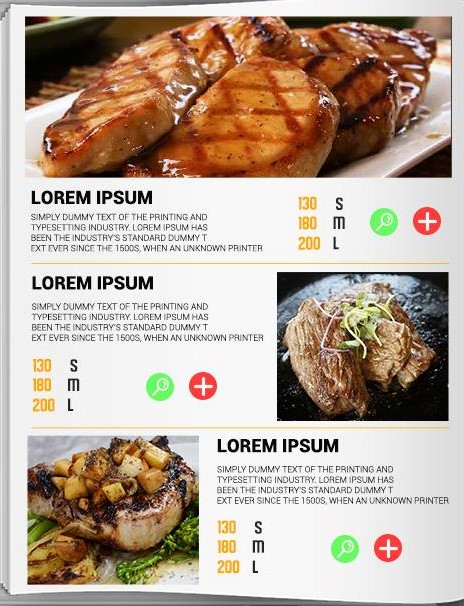 LOREM IPSUM
SIMPLY DUMMY TEXT OF THE PRINTING AND
TYPESETTING INDUSTRY. LOREM IPSUM HAS
BEEN THE INDUSTRY'S STANDARD DUMMY T
EXT EVER SINCE THE 1500S, WHEN AN UNKNOWN PRINTER
130 S
180 M
200 L
LOREM IPSUM
SIMPLY DUMMY TEXT OF THE PRINTING AND
TYPESETTING INDUSTRY. LOREM IPSUM HAS
BEEN THE INDUSTRY'S STANDARD DUMMY T
EXT EVER SINCE THE 1500S, WHEN AN UNKNOWN PRINTER
130 S
180 M
200 L
LOREM IPSUM
SIMPLY DUMMY TEXT OF THE PRINTING AND
TYPESETTING INDUSTRY. LOREM IPSUM HAS
BEEN THE INDUSTRY'S STANDARD DUMMY T
EXT EVER SINCE THE 1500S, WHEN AN UNKNOWN PRINTER
130 S
180 M
200 L